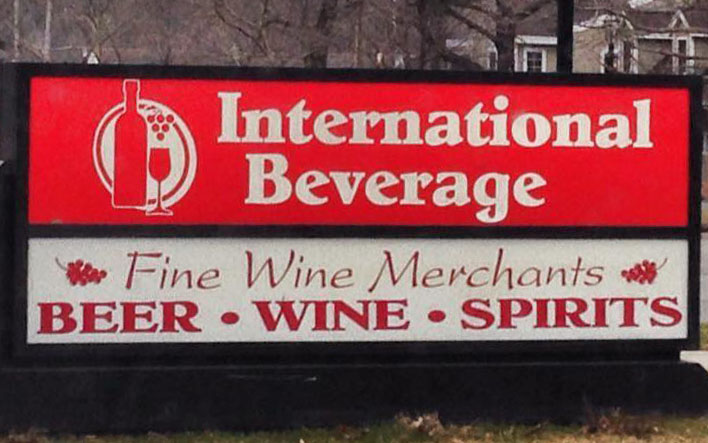 International
Beverage
Fine Wine Merchants
BEER • WINE • SPIRITS